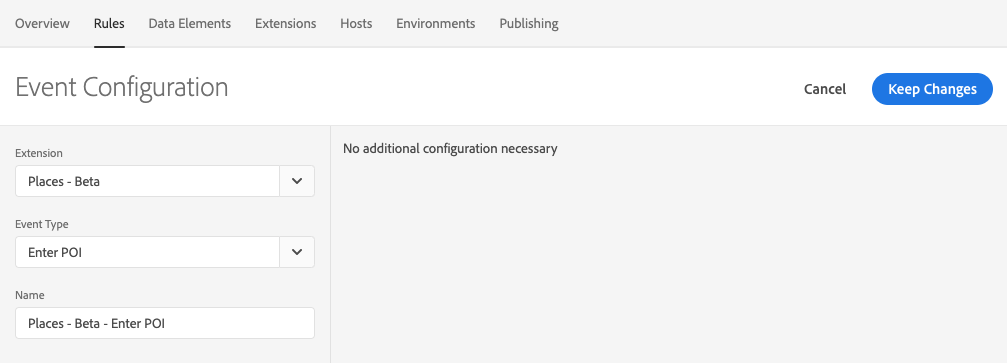 Overview Rules Data Elements Extensions Hosts Environments Publishing
Event Configuration
Cancel Keep Changes
Extension
Places - Beta
Event Type
Enter POI
Name
Places - Beta - Enter POI
No additional configuration necessary